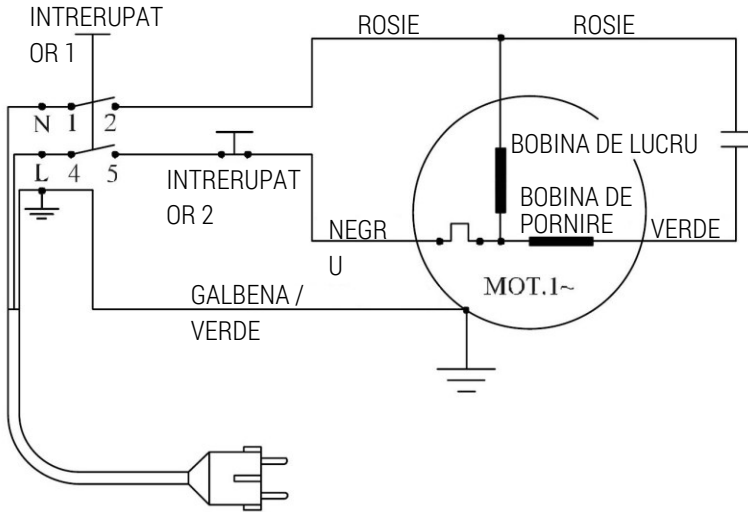 INTRERUPAT
OR 1
ROSIE
ROSIE
N 1 2
L 4 5
INTRERUPAT
OR 2
BOBINA DE LUCRU
BOBINA DE
PORNIRE
NEGR
U
VERDE
MOT.1~
GALBENA /
VERDE